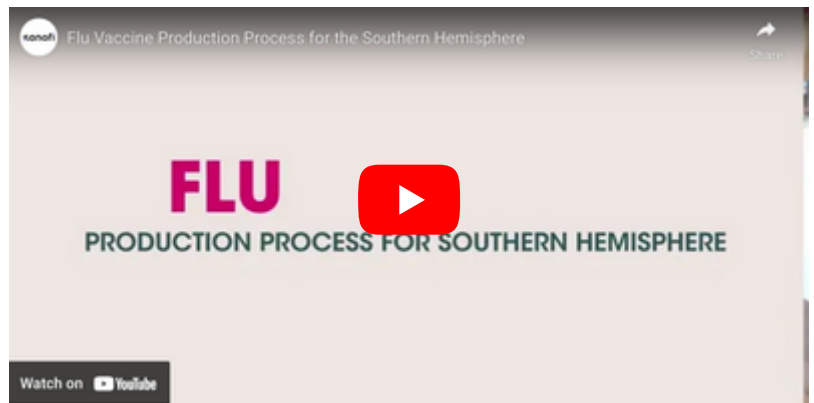 sanofi
Flu Vaccine Production Process for the Southern Hemisphere
Share
FLU
PRODUCTION PROCESS FOR SOUTHERN HEMISPHERE
Watch on YouTube